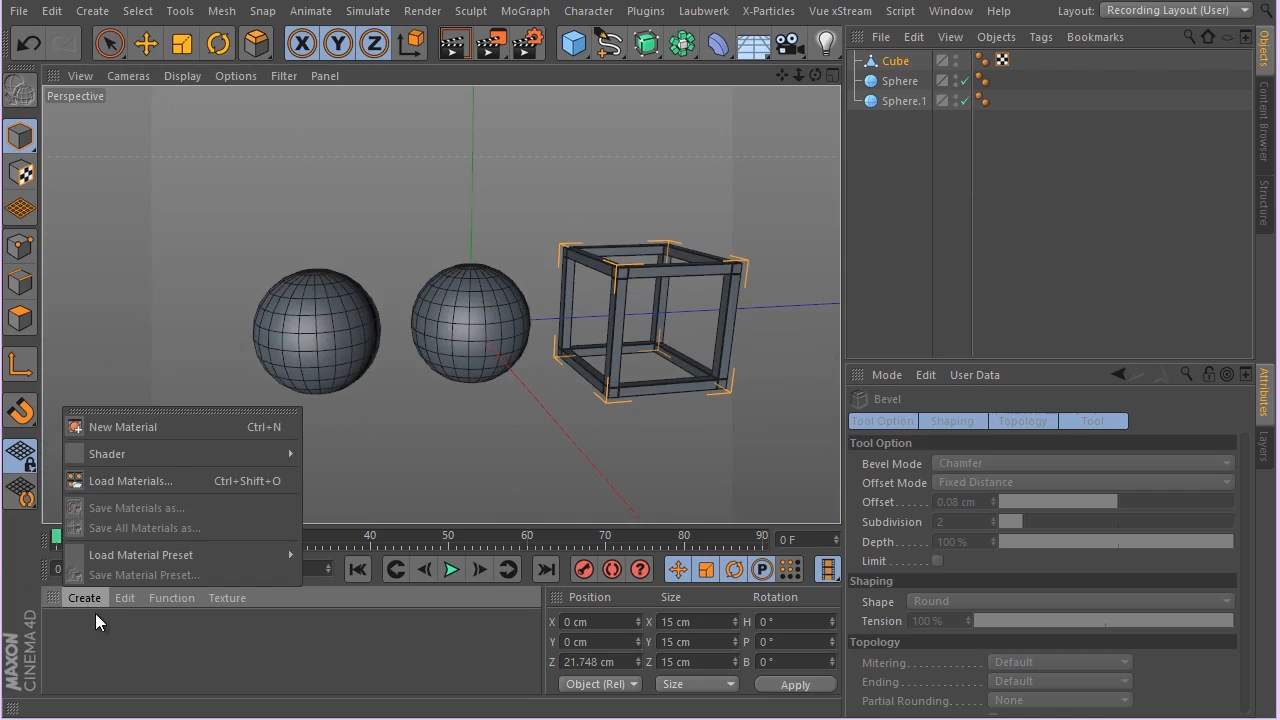 File Edit Create Select Tools Mesh Snap Animate Simulate Render Sculpt MoGraph Character Plugins Laubwerk X-Particles Vue xStream Script Window Help Layout: Recording Layout (User)
X Y Z
File Edit View Objects Tags Bookmarks
View Cameras Display Options Filter Panel
Perspective
Cube
Sphere
Sphere.1
Objects
Content Browser
Structure
Attributes
Layers
Mode Edit User Data
Bevel
Tool Option Shaping Topology Tool
Tool Option
Bevel Mode Chamfer
Offset Mode Fixed Distance
Offset...... 0.08 cm
Subdivision 2
Depth.... 100 %
Limit......
Shaping
Shape Round
Tension 100 %
Topology
Mitering........ Default
Ending.......... Default
Partial Rounding.. None
New Material Ctrl+N
Shader
Load Materials... Ctrl+Shift+O
Save Materials as...
Save All Materials as...
Load Material Preset
Save Material Preset...
40 50 60 70 80 90 0 F
0
P
Create Edit Function Texture
Position Size Rotation
X 0 cm X 15 cm H 0 °
Y 0 cm Y 15 cm P 0 °
Z 21.748 cm Z 15 cm B 0 °
Object (Rel) Size Apply
MAXON
CINEMA 4D